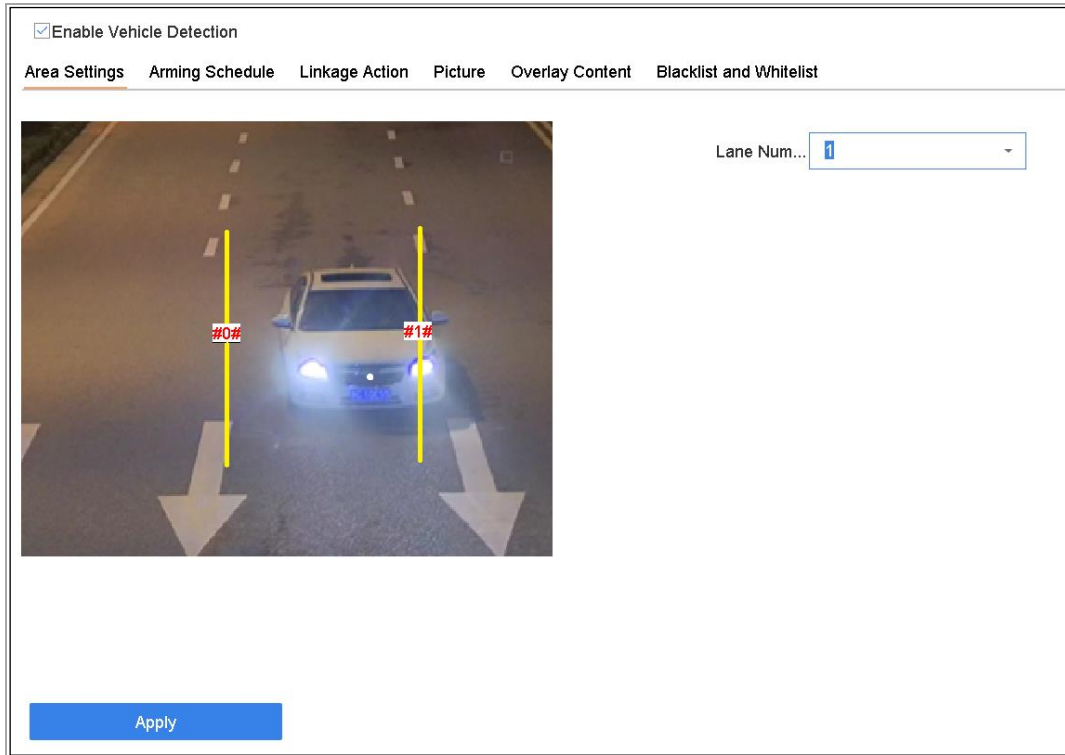 Enable Vehicle Detection
Area Settings Arming Schedule Linkage Action Picture Overlay Content Blacklist and Whitelist
Lane Num... 1
#0# #1#
Apply